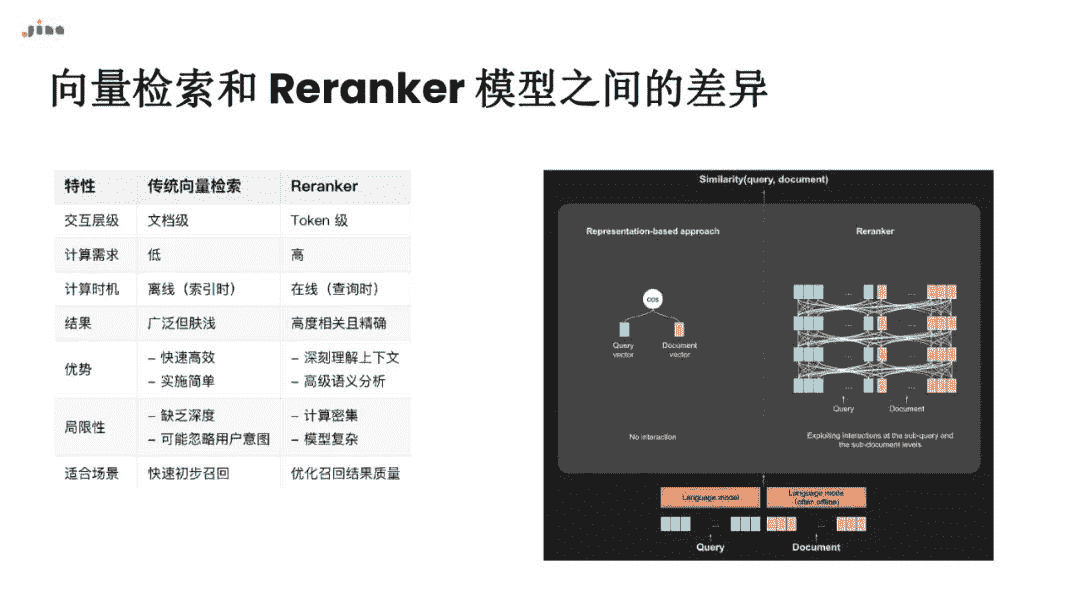 Jina
向量检索和 Reranker 模型之间的差异
特性 传统向量检索 Reranker
交互层级 文档级 Token 级
计算需求 低 高
计算时机 离线（索引时） 在线（查询时）
结果 广泛但肤浅 高度相关且精确
优势 – 快速高效 – 深刻理解上下文
– 实施简单 – 高级语义分析
局限性 – 缺乏深度 – 计算密集
– 可能忽略用户意图 – 模型复杂
适合场景 快速初步召回 优化召回结果质量
Similarity(query, document)
Representation-based approach
cos
Query
vector
Document
vector
No interaction
Reranker
... ...
... ...
... ...
... ...
Query Document
Exploiting interactions at the sub-query and
the sub-document levels
Language model
Language mode
(often offline)
... ...
Query Document